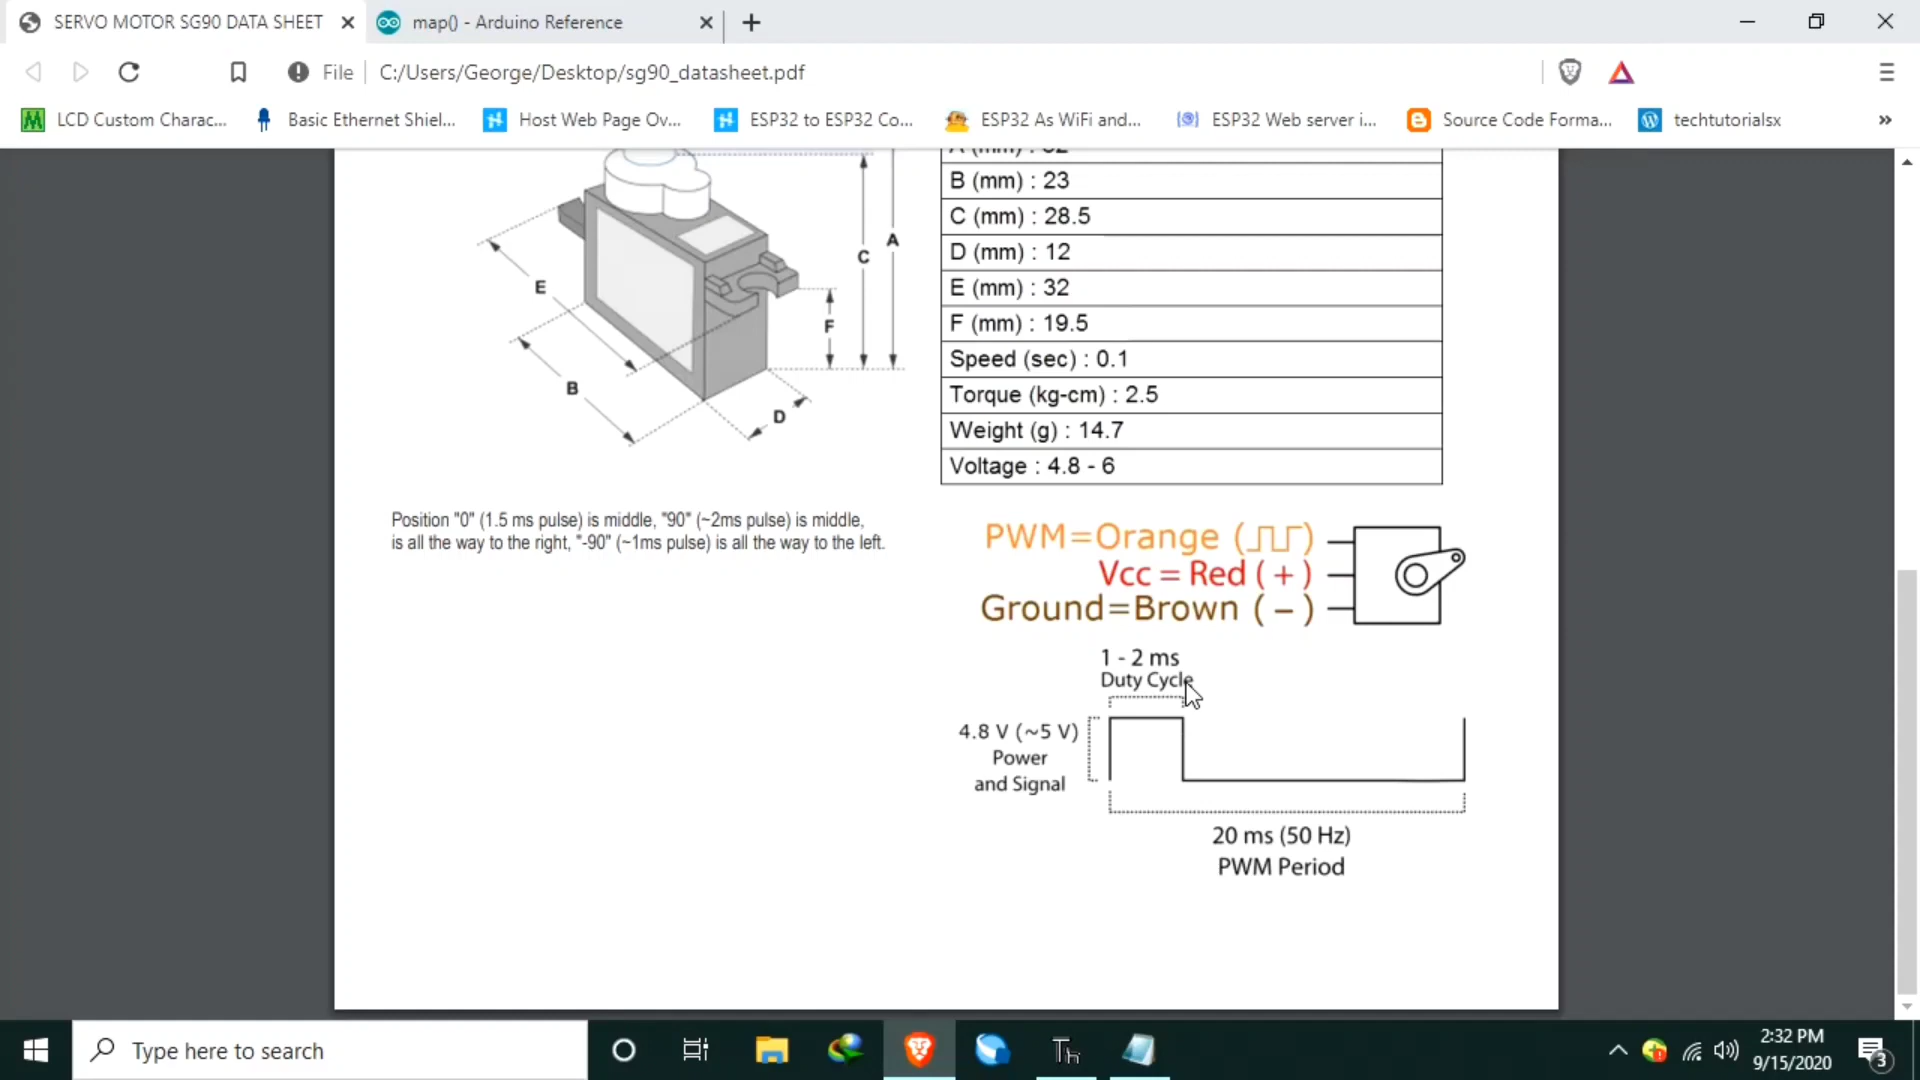 SERVO MOTOR SG90 DATA SHEET
map() - Arduino Reference
File
C:/Users/George/Desktop/sg90_datasheet.pdf
LCD Custom Charac...
Basic Ethernet Shiel...
Host Web Page Ov...
ESP32 to ESP32 Co...
ESP32 As WiFi and...
ESP32 Web server i...
Source Code Forma...
techtutorialsx
»
A (mm) : 32
B (mm) : 23
C (mm) : 28.5
D (mm) : 12
E (mm) : 32
F (mm) : 19.5
Speed (sec) : 0.1
Torque (kg-cm) : 2.5
Weight (g) : 14.7
Voltage : 4.8 - 6
A
C
E
F
B
D
Position "0" (1.5 ms pulse) is middle, "90" (~2ms pulse) is middle,
is all the way to the right, "-90" (~1ms pulse) is all the way to the left.
PWM=Orange ( )
Vcc = Red ( + )
Ground=Brown ( − )
1 - 2 ms
Duty Cycle
4.8 V (~5 V)
Power
and Signal
20 ms (50 Hz)
PWM Period
Type here to search
Th
2:32 PM
9/15/2020
3